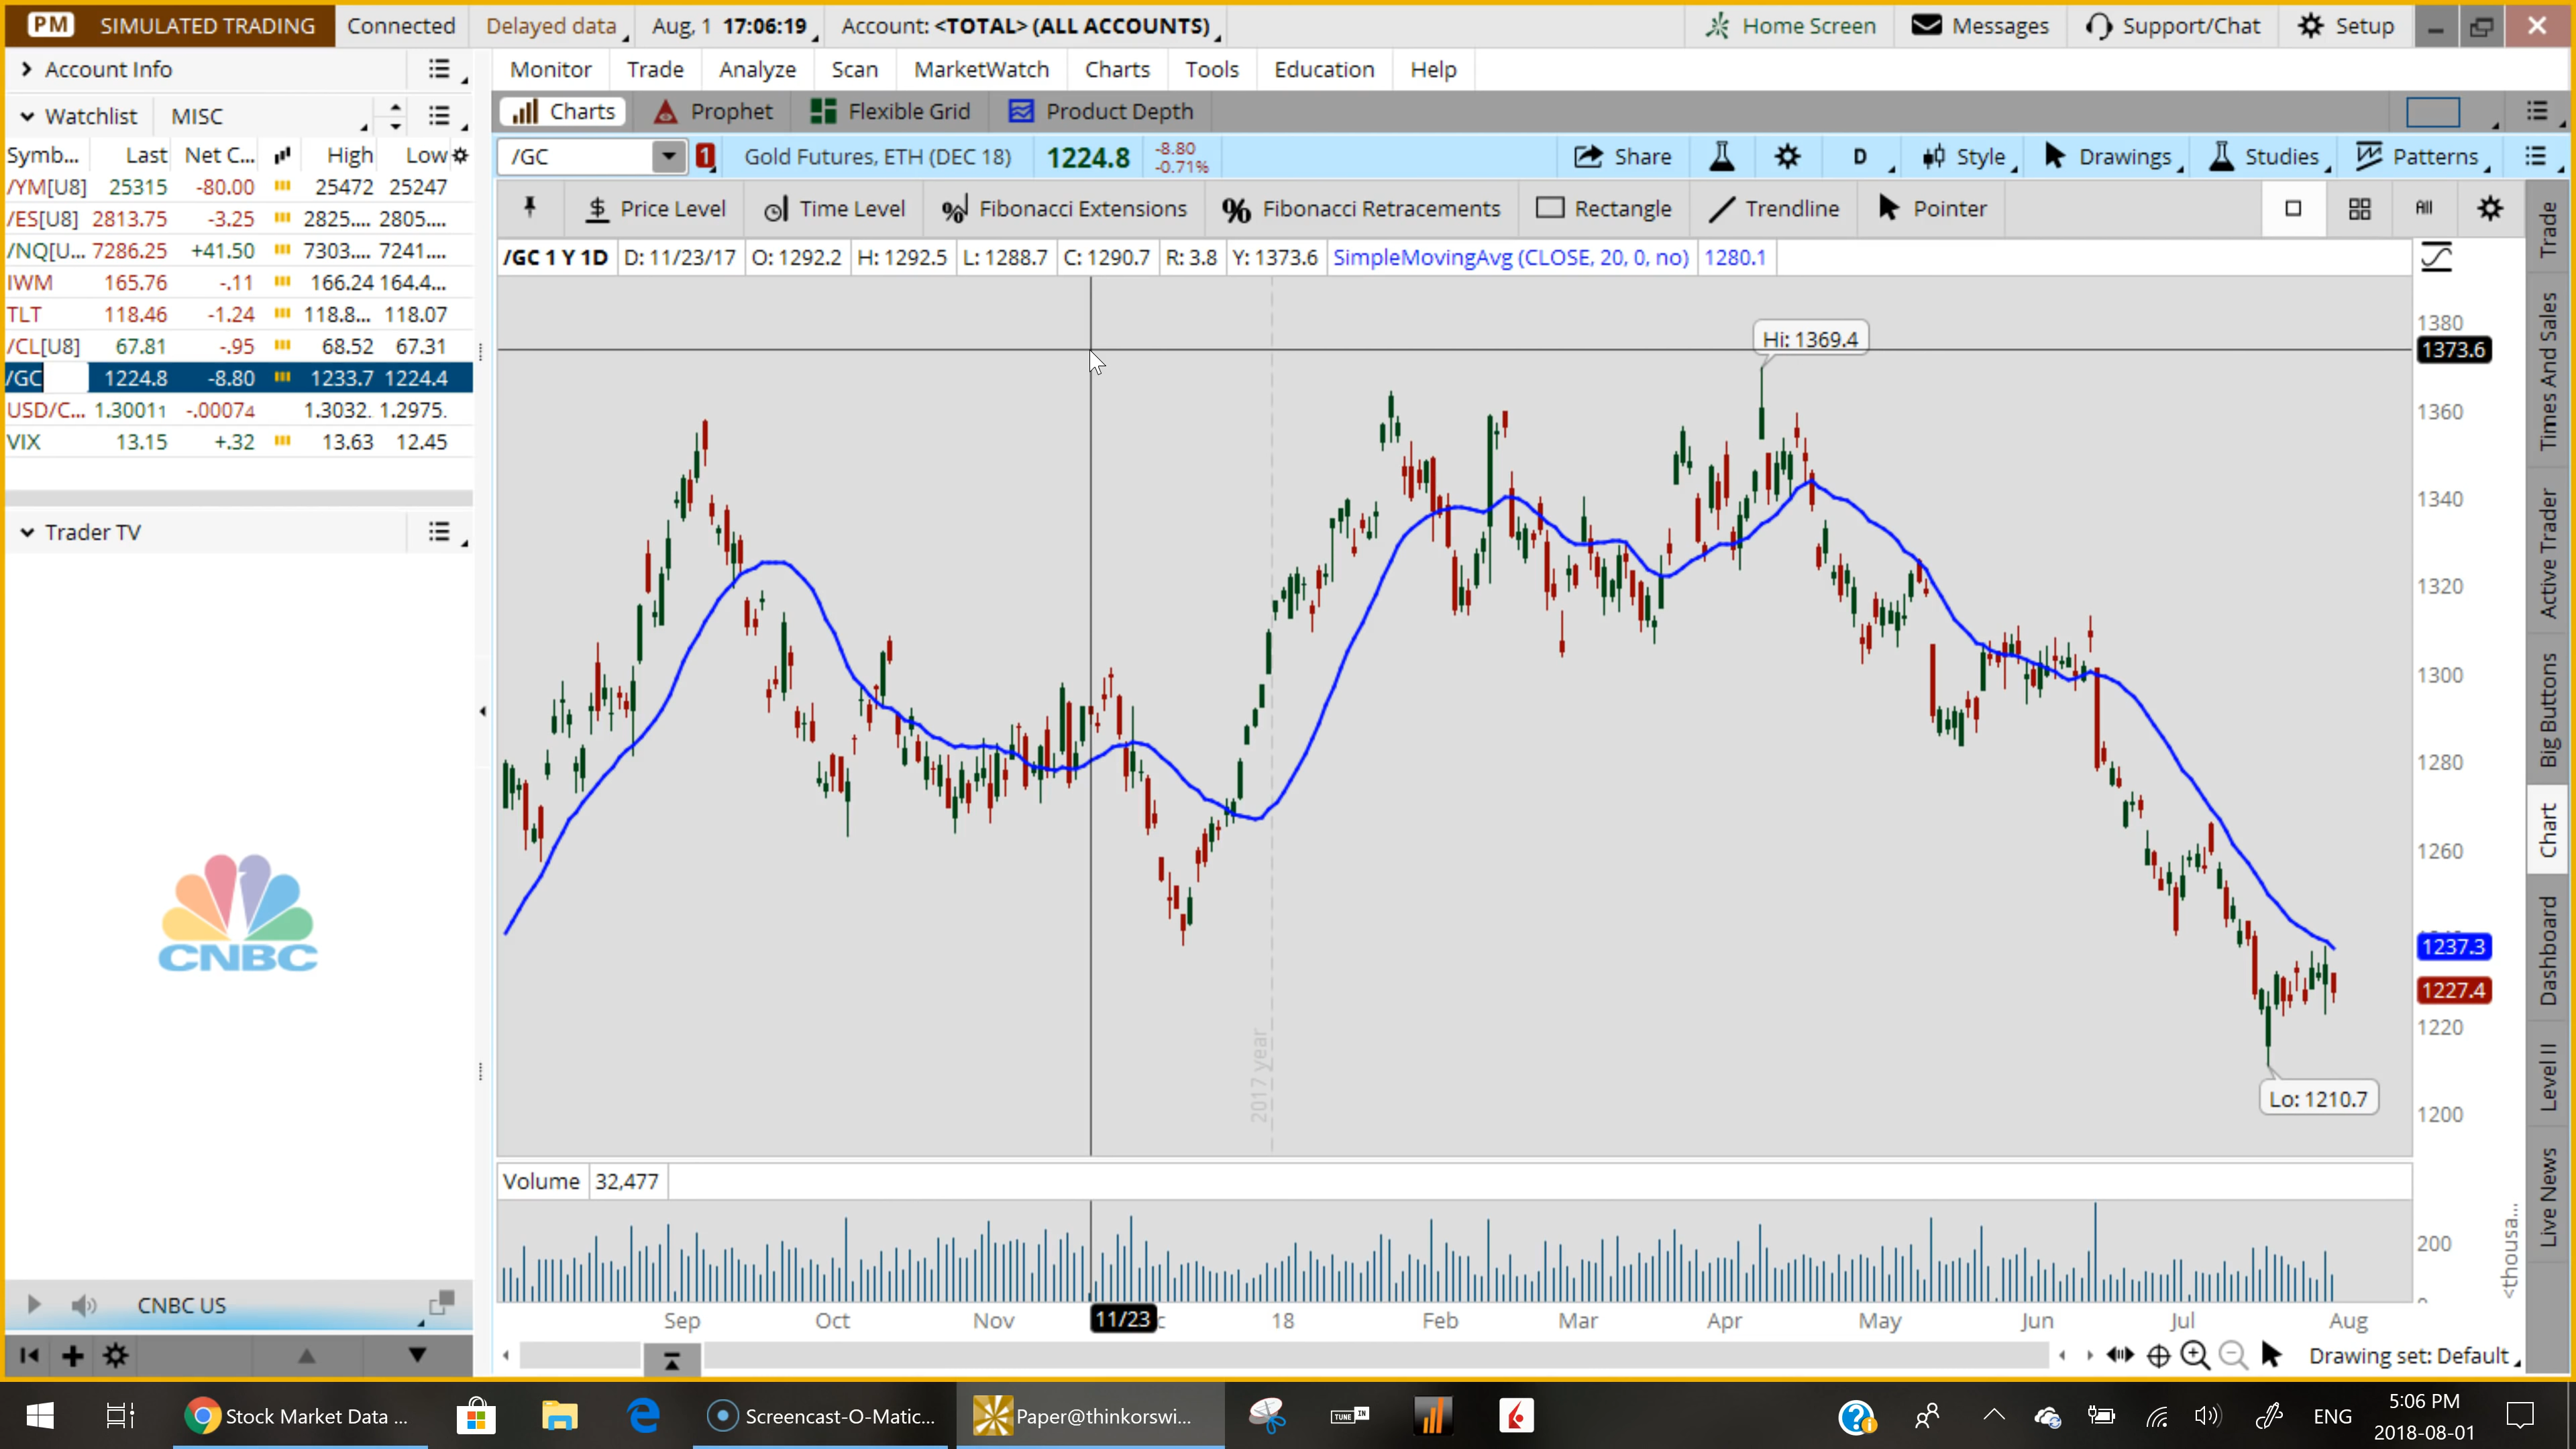 PM SIMULATED TRADING Connected Delayed data Aug, 1 17:06:19 Account: <TOTAL> (ALL ACCOUNTS) Home Screen Messages Support/Chat Setup
Account Info
Monitor Trade Analyze Scan MarketWatch Charts Tools Education Help
Watchlist MISC
Charts Prophet Flexible Grid Product Depth
Symb... Last Net C... High Low
/GC 1 Gold Futures, ETH (DEC 18) 1224.8 -8.80 -0.71% Share D Style Drawings Studies Patterns
/YM[U8] 25315 -80.00 25472 25247
/ES[U8] 2813.75 -3.25 2825.... 2805....
/NQ[U... 7286.25 +41.50 7303.... 7241....
IWM 165.76 -.11 166.24 164.4...
TLT 118.46 -1.24 118.8... 118.07
/CL[U8] 67.81 -.95 68.52 67.31
/GC 1224.8 -8.80 1233.7 1224.4
USD/C... 1.30011 -.00074 1.3032. 1.2975.
VIX 13.15 +.32 13.63 12.45
$ Price Level Time Level % Fibonacci Extensions % Fibonacci Retracements Rectangle Trendline Pointer All
/GC 1 Y 1D D: 11/23/17 O: 1292.2 H: 1292.5 L: 1288.7 C: 1290.7 R: 3.8 Y: 1373.6 SimpleMovingAvg (CLOSE, 20, 0, no) 1280.1
Hi: 1369.4
1380
1373.6
1360
1340
1320
1300
1280
1260
1237.3
1227.4
1220
1200
Lo: 1210.7
2017 year
Trader TV
CNBC
CNBC US
Volume 32,477
200
<thousa...
Sep Oct Nov 11/23 c 18 Feb Mar Apr May Jun Jul Aug
Drawing set: Default
Trade
Times And Sales
Active Trader
Big Buttons
Chart
Dashboard
Level II
Live News
Stock Market Data ... Screencast-O-Matic... Paper@thinkorswi... TUNE IN ENG 5:06 PM
2018-08-01